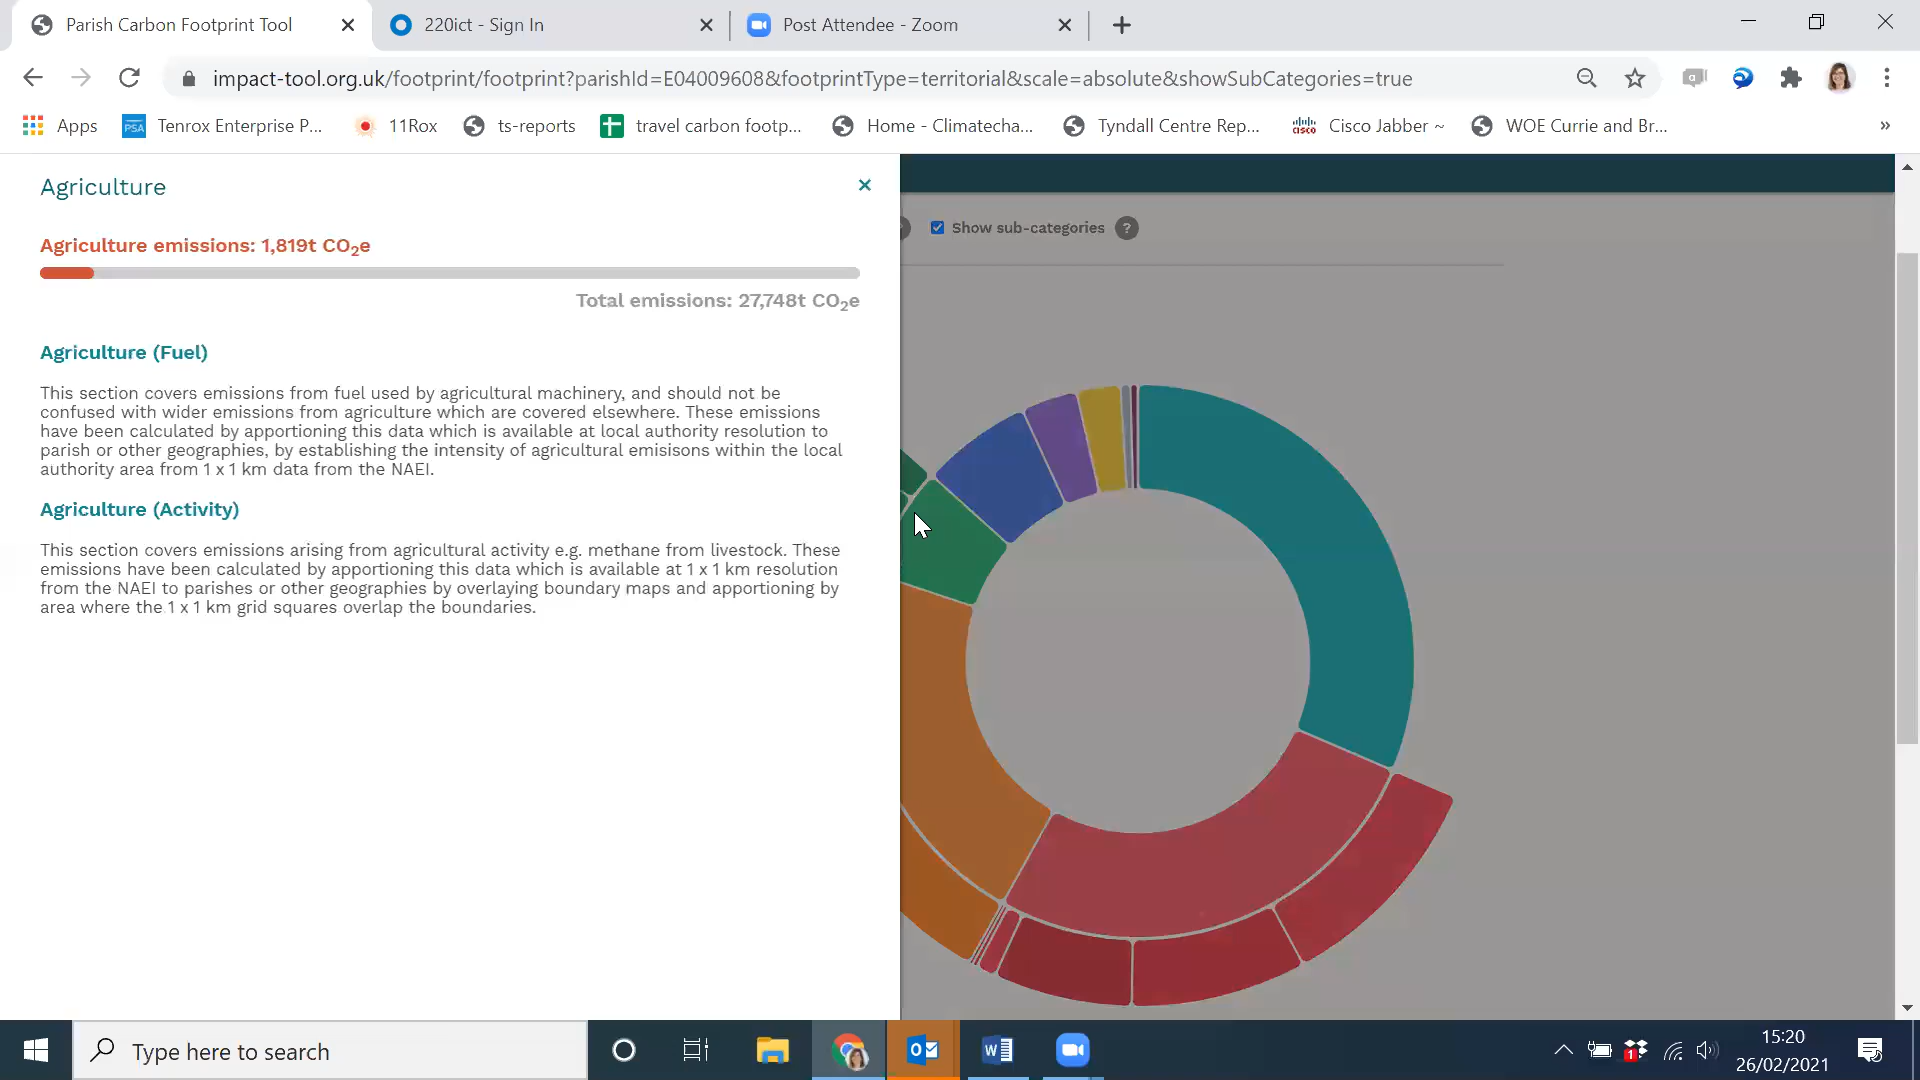 Parish Carbon Footprint Tool
220ict - Sign In
Post Attendee - Zoom
impact-tool.org.uk/footprint/footprint?parishId=E04009608&footprintType=territorial&scale=absolute&showSubCategories=true
Apps
PSA
Tenrox Enterprise P...
11Rox
ts-reports
travel carbon footp...
Home - Climatecha...
Tyndall Centre Rep...
CISCO
Cisco Jabber ~
WOE Currie and Br...
»
Agriculture
Show sub-categories ?
Agriculture emissions: 1,819t CO₂e
Total emissions: 27,748t CO₂e
Agriculture (Fuel)
This section covers emissions from fuel used by agricultural machinery, and should not be
confused with wider emissions from agriculture which are covered elsewhere. These emissions
have been calculated by apportioning this data which is available at local authority resolution to
parish or other geographies, by establishing the intensity of agricultural emisisons within the local
authority area from 1 x 1 km data from the NAEI.
Agriculture (Activity)
This section covers emissions arising from agricultural activity e.g. methane from livestock. These
emissions have been calculated by apportioning this data which is available at 1 x 1 km resolution
from the NAEI to parishes or other geographies by overlaying boundary maps and apportioning by
area where the 1 x 1 km grid squares overlap the boundaries.
Type here to search
1
15:20
26/02/2021